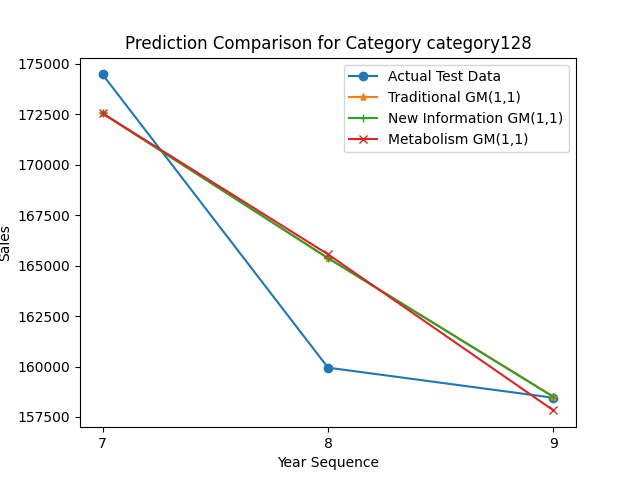 Prediction Comparison for Category category128
Actual Test Data
Traditional GM(1,1)
New Information GM(1,1)
Metabolism GM(1,1)
175000
172500
170000
167500
165000
162500
160000
157500
Sales
7
8
9
Year Sequence